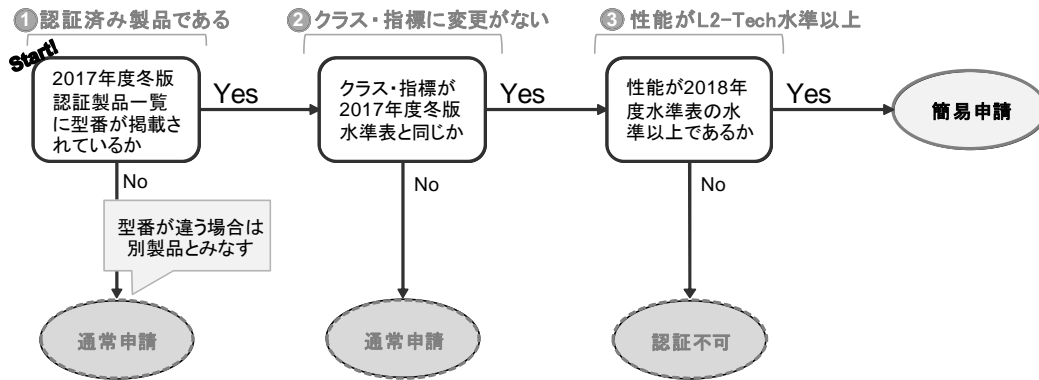 ①認証済み製品である
②クラス・指標に変更がない
③性能がL2-Tech水準以上
Start!
2017年度冬版
認証製品一覧
に型番が掲載さ
れているか
Yes
クラス・指標が
2017年度冬版
水準表と同じか
Yes
性能が2018年
度水準表の水
準以上であるか
Yes
簡易申請
No
No
No
型番が違う場合は
別製品とみなす
通常申請
通常申請
認証不可